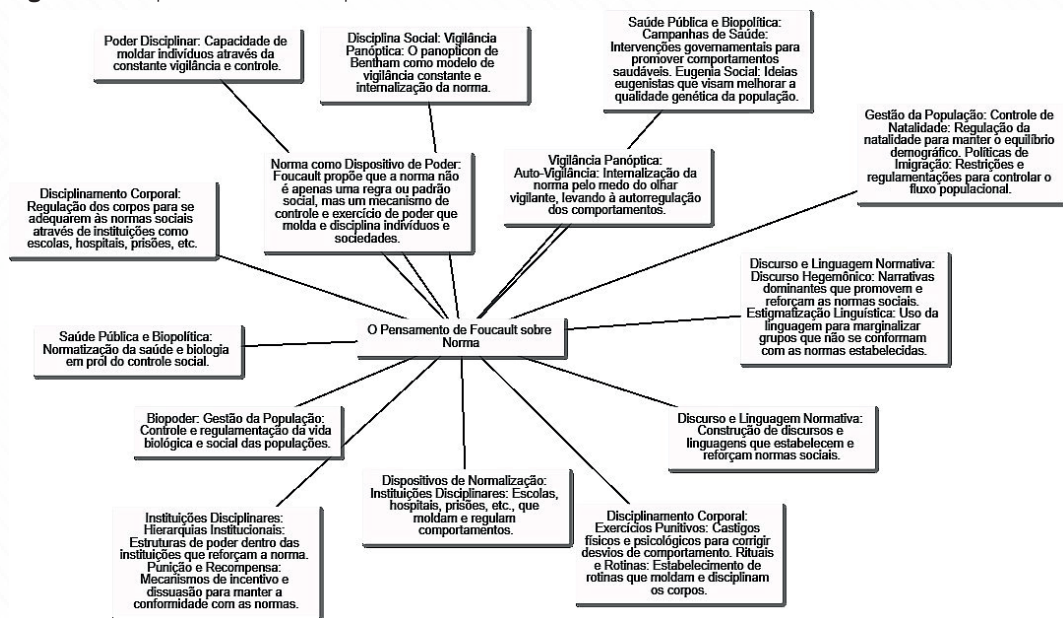 Poder Disciplinar: Capacidade de
moldar indivíduos através da
constante vigilância e controle.
Disciplina Social: Vigilância
Panóptica: O panopticon de
Bentham como modelo de
vigilância constante e
internalização da norma.
Saúde Pública e Biopolítica:
Campanhas de Saúde:
Intervenções governamentais para
promover comportamentos
saudáveis. Eugenia Social: Ideias
eugenistas que visam melhorar a
qualidade genética da população.
Gestão da População: Controle de
Natalidade: Regulação da
natalidade para manter o equilíbrio
demográfico. Políticas de
Imigração: Restrições e
regulamentações para controlar o
fluxo populacional.
Norma como Dispositivo de Poder:
Foucault propõe que a norma não
é apenas uma regra ou padrão
social, mas um mecanismo de
controle e exercício de poder que
molda e disciplina indivíduos e
sociedades.
Vigilância Panóptica:
Auto-Vigilância: Internalização da
norma pelo medo do olhar
vigilante, levando à autorregulação
dos comportamentos.
Disciplinamento Corporal:
Regulação dos corpos para se
adequarem às normas sociais
através de instituições como
escolas, hospitais, prisões, etc.
Discurso e Linguagem Normativa:
Discurso Hegemônico: Narrativas
dominantes que promovem e
reforçam as normas sociais.
Estigmatização Linguística: Uso da
linguagem para marginalizar
grupos que não se conformam
com as normas estabelecidas.
O Pensamento de Foucault sobre
Norma
Saúde Pública e Biopolítica:
Normatização da saúde e biologia
em pról do controle social.
Biopoder: Gestão da População:
Controle e regulamentação da vida
biológica e social das populações.
Discurso e Linguagem Normativa:
Construção de discursos e
linguagens que estabelecem e
reforçam normas sociais.
Dispositivos de Normalização:
Instituições Disciplinares: Escolas,
hospitais, prisões, etc., que
moldam e regulam
comportamentos.
Instituições Disciplinares:
Hierarquias Institucionais:
Estruturas de poder dentro das
instituições que reforçam a norma.
Punição e Recompensa:
Mecanismos de incentivo e
dissuasão para manter a
conformidade com as normas.
Disciplinamento Corporal:
Exercícios Punitivos: Castigos
físicos e psicológicos para corrigir
desvios de comportamento. Rituais
e Rotinas: Estabelecimento de
rotinas que moldam e disciplinam
os corpos.